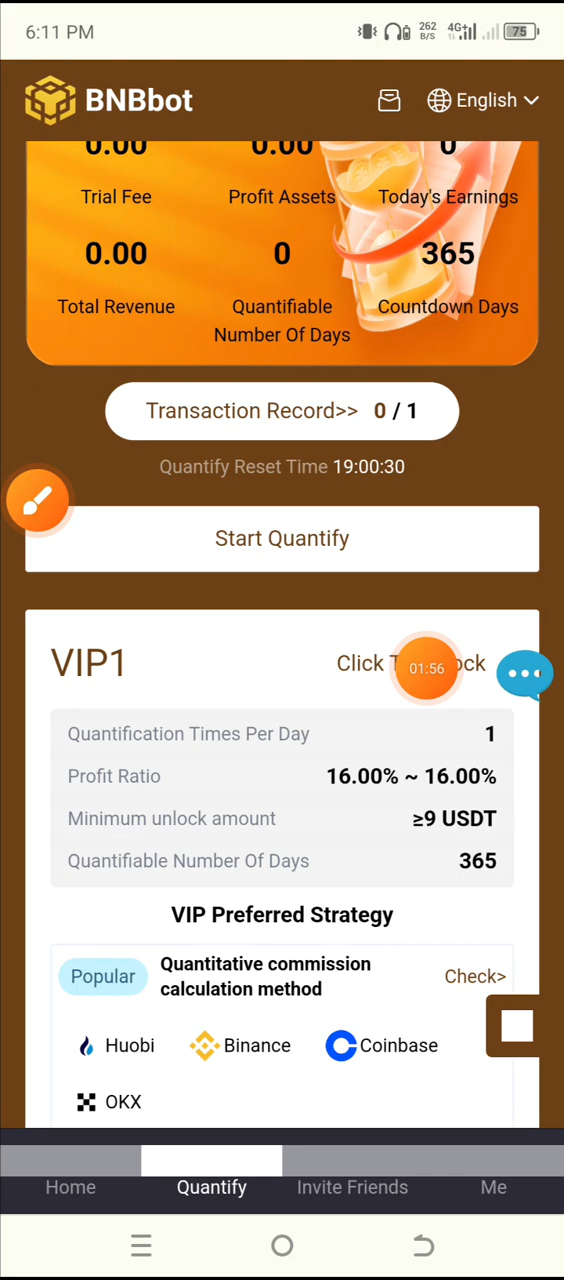 6:11 PM
262
B/S
4G+
75
BNBbot
English
0.00 0.00 0
Trial Fee Profit Assets Today's Earnings
0.00 0 365
Total Revenue Quantifiable Countdown Days
Number Of Days
Transaction Record>> 0 / 1
Quantify Reset Time 19:00:30
Start Quantify
VIP1 Click T ock
01:56
Quantification Times Per Day 1
Profit Ratio 16.00% ~ 16.00%
Minimum unlock amount ≥9 USDT
Quantifiable Number Of Days 365
VIP Preferred Strategy
Popular
Quantitative commission
calculation method
Check>
Huobi Binance Coinbase
OKX
Home Quantify Invite Friends Me